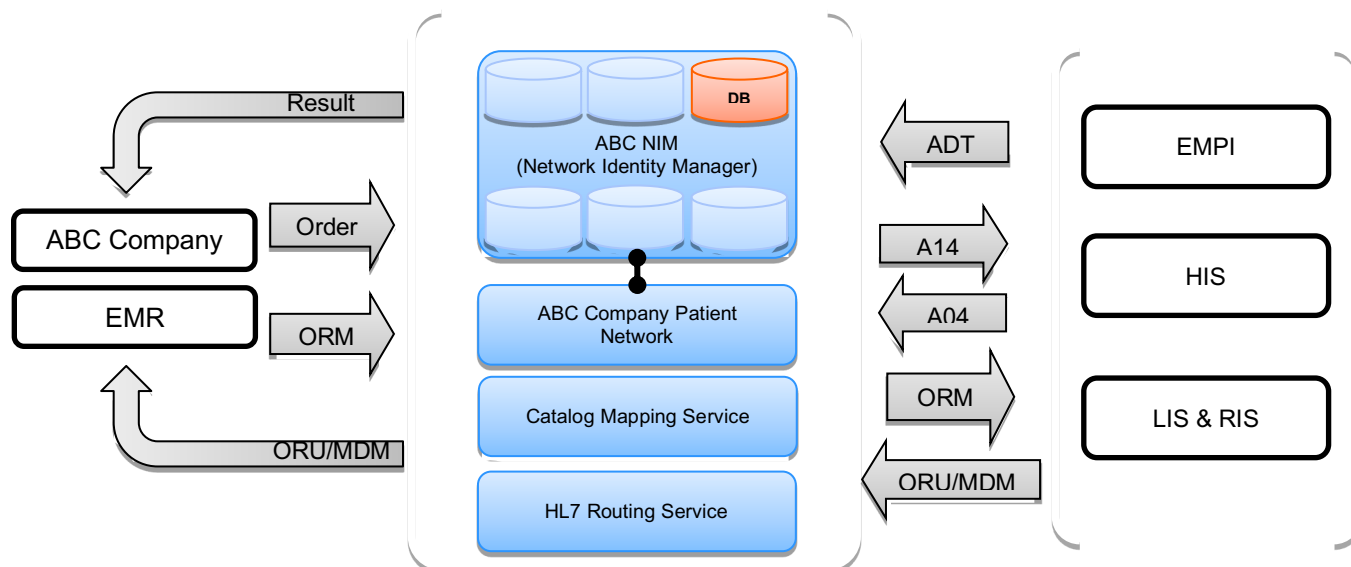 Result
ABC Company
Order
EMR
ORM
ORU/MDM
DB
ABC NIM
(Network Identity Manager)
ABC Company Patient
Network
Catalog Mapping Service
HL7 Routing Service
ADT
A14
A04
ORM
ORU/MDM
EMPI
HIS
LIS & RIS